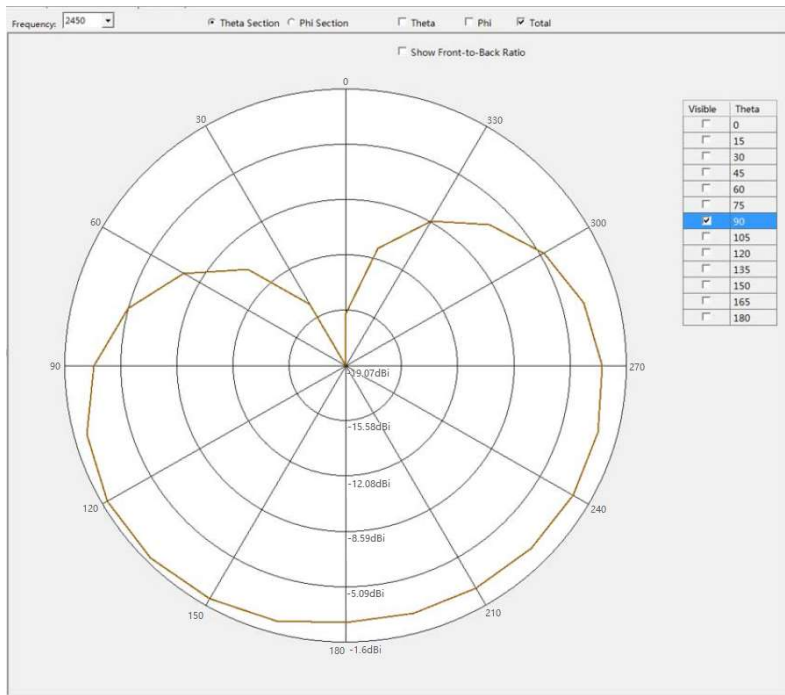 Frequency: 2450 Theta Section Phi Section Theta Phi Total
Show Front-to-Back Ratio
0
30 330
60 300
90 270
120 240
150 210
180
-19.07dBi
-15.58dBi
-12.08dBi
-8.59dBi
-5.09dBi
-1.6dBi
Visible Theta
0
15
30
45
60
75
90
105
120
135
150
165
180